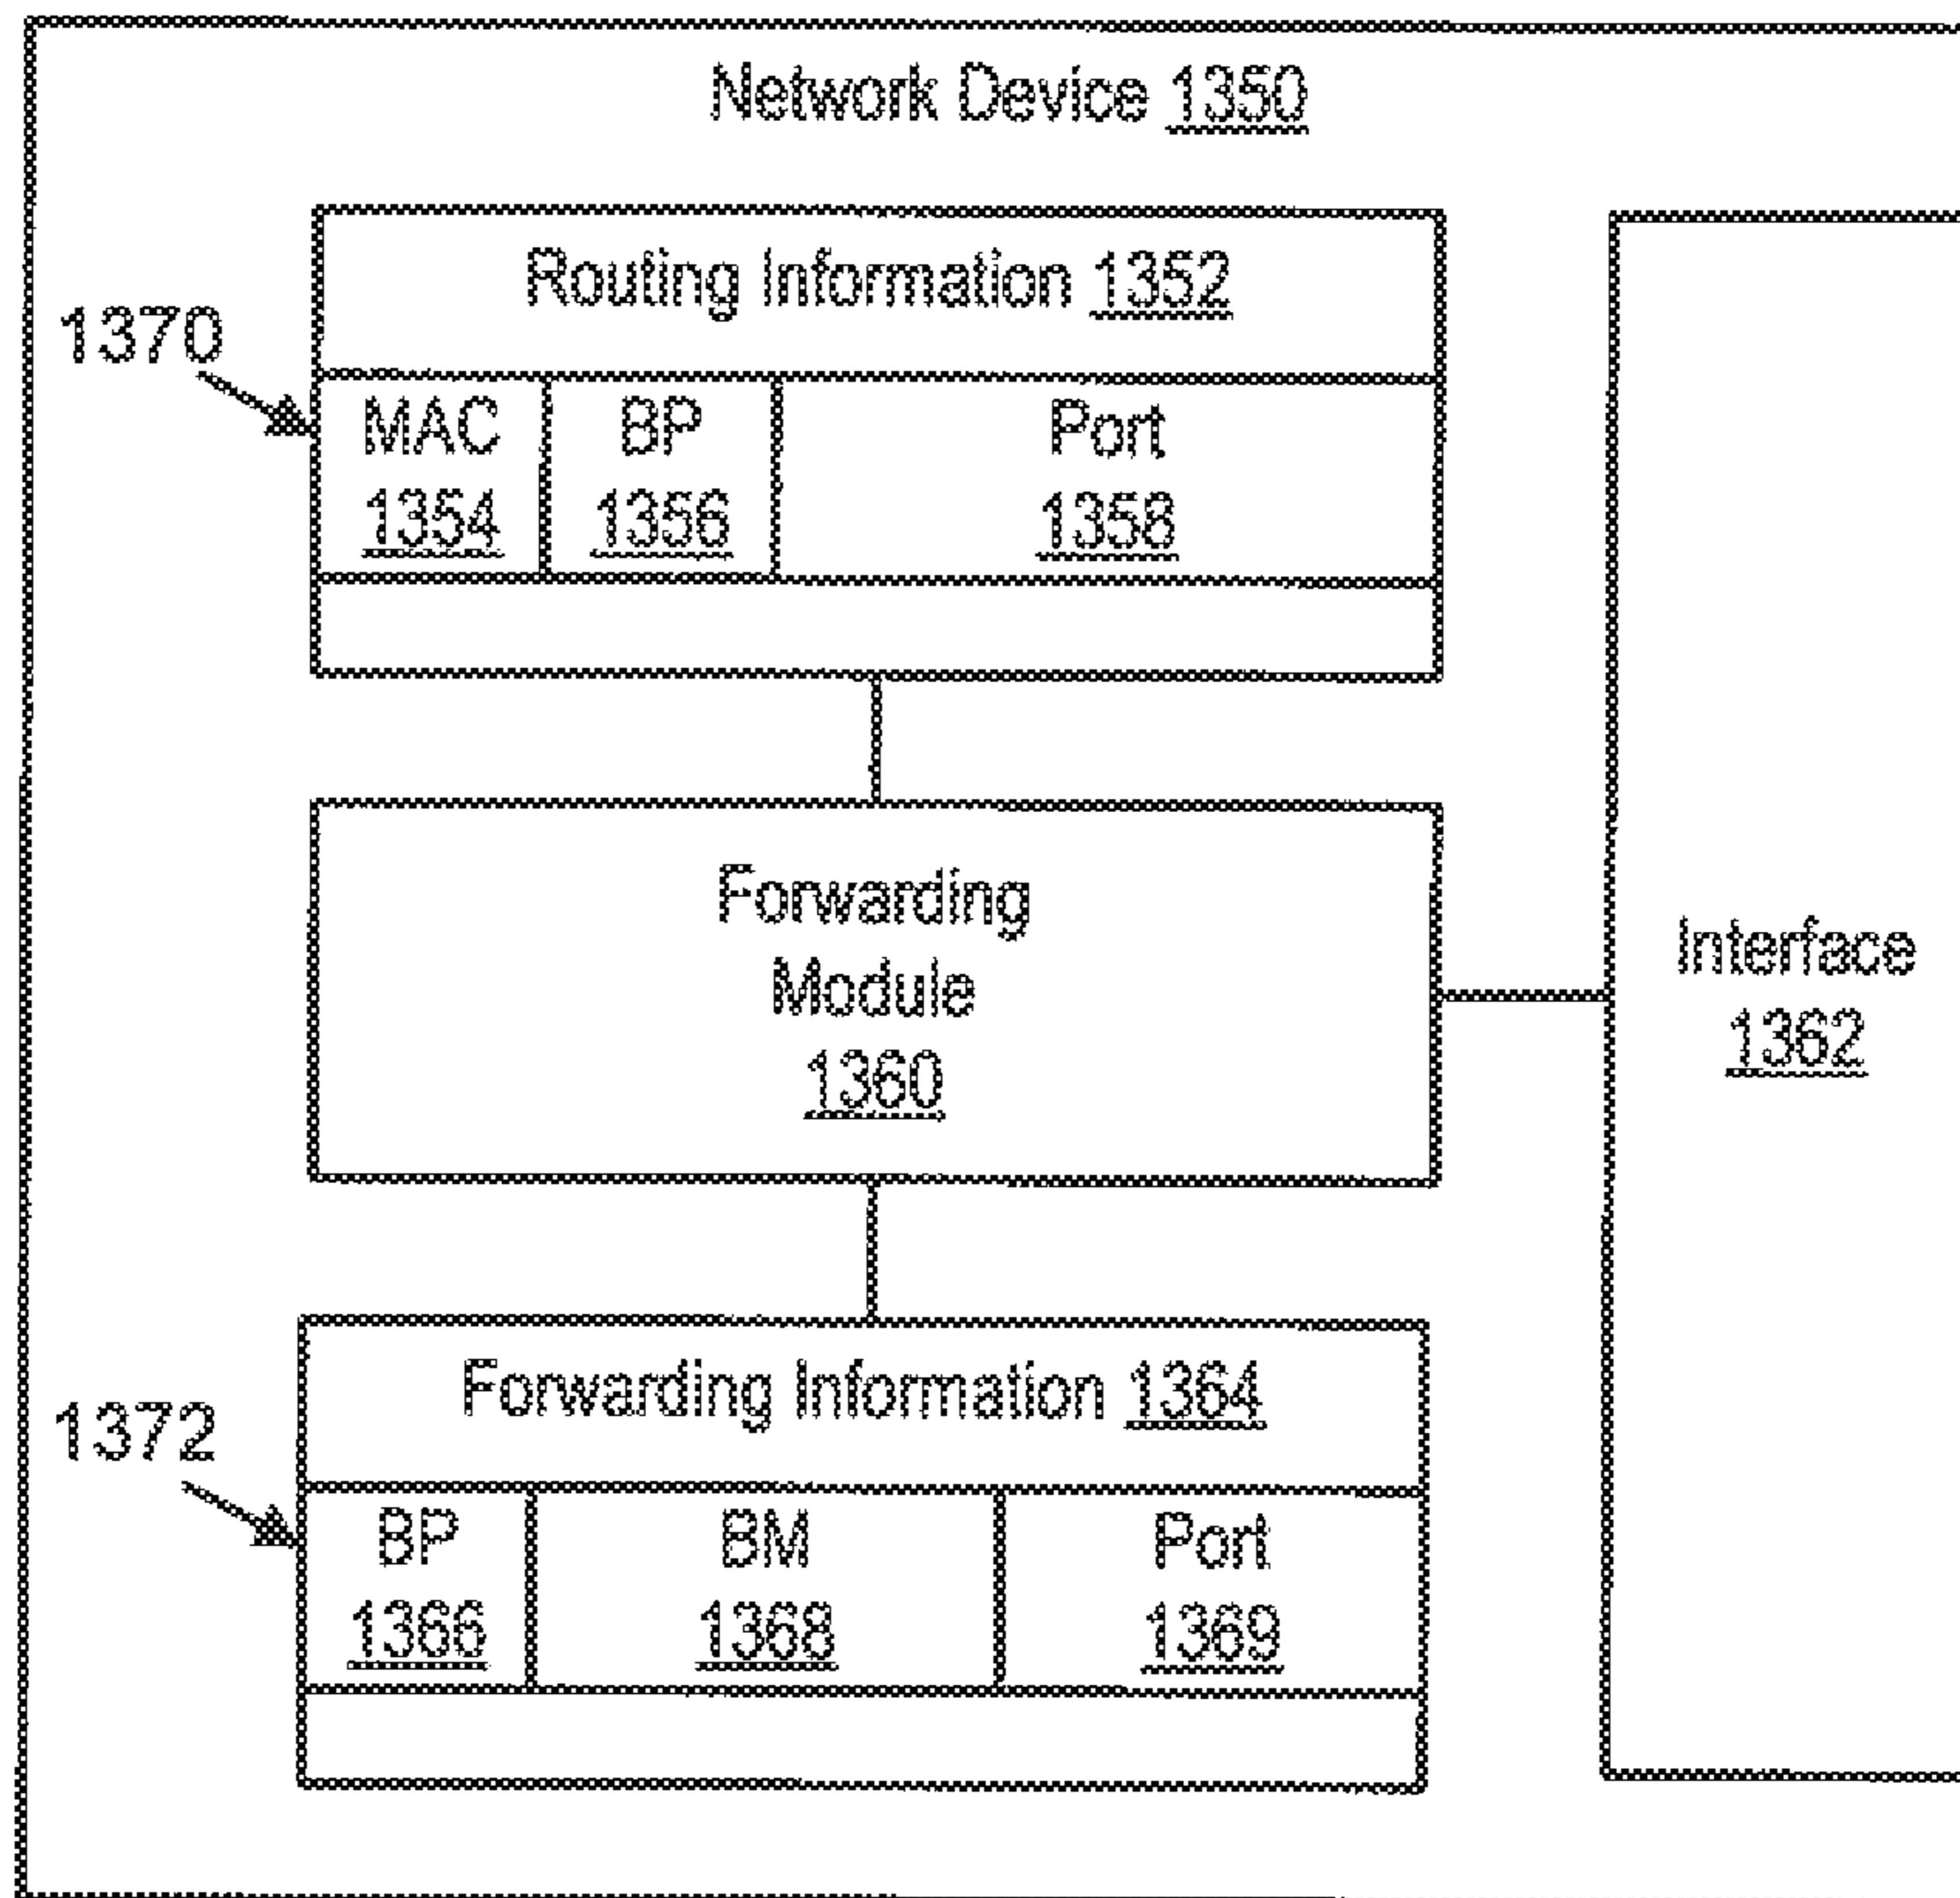 Network Device 1350
Routing Information 1352
1370
MAC BP Port
1354 1356 1358
Forwarding
Module
1360
Interface
1362
Forwarding Information 1364
1372
BP BM Port
1366 1368 1369